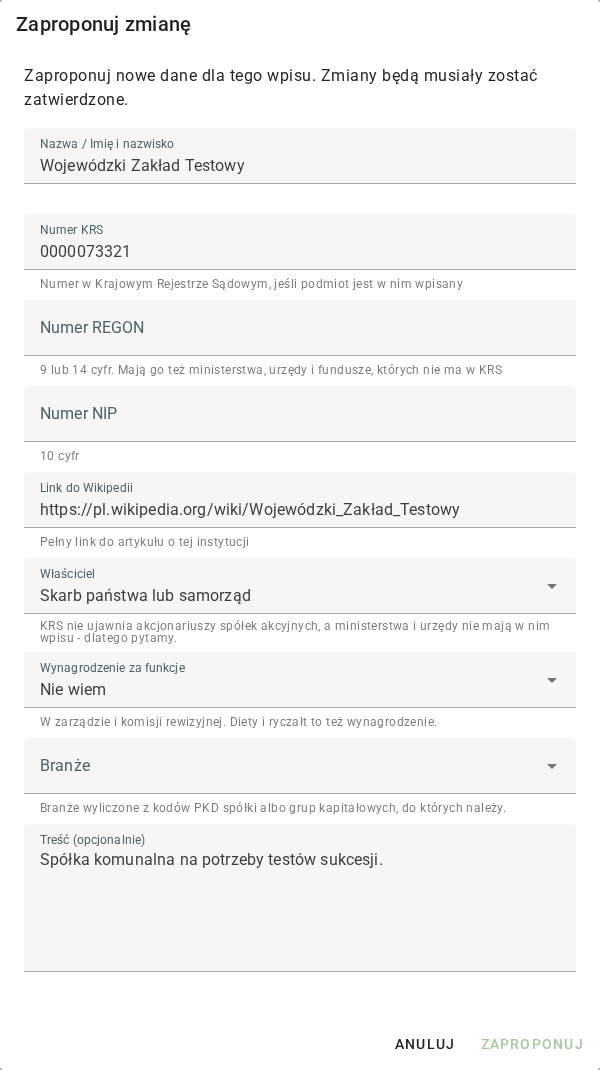 Zaproponuj zmianę
Zaproponuj nowe dane dla tego wpisu. Zmiany będą musiały zostać
zatwierdzone.
Nazwa / Imię i nazwisko
Wojewódzki Zakład Testowy
Numer KRS
0000073321
Numer w Krajowym Rejestrze Sądowym, jeśli podmiot jest w nim wpisany
Numer REGON
9 lub 14 cyfr. Mają go też ministerstwa, urzędy i fundusze, których nie ma w KRS
Numer NIP
10 cyfr
Link do Wikipedii
https://pl.wikipedia.org/wiki/Wojewódzki_Zakład_Testowy
Pełny link do artykułu o tej instytucji
Właściciel
Skarb państwa lub samorząd
KRS nie ujawnia akcjonariuszy spółek akcyjnych, a ministerstwa i urzędy nie mają w nim
wpisu - dlatego pytamy.
Wynagrodzenie za funkcje
Nie wiem
W zarządzie i komisji rewizyjnej. Diety i ryczałt to też wynagrodzenie.
Branże
Branże wyliczone z kodów PKD spółki albo grup kapitałowych, do których należy.
Treść (opcjonalnie)
Spółka komunalna na potrzeby testów sukcesji.
ANULUJ ZAPROPONUJ